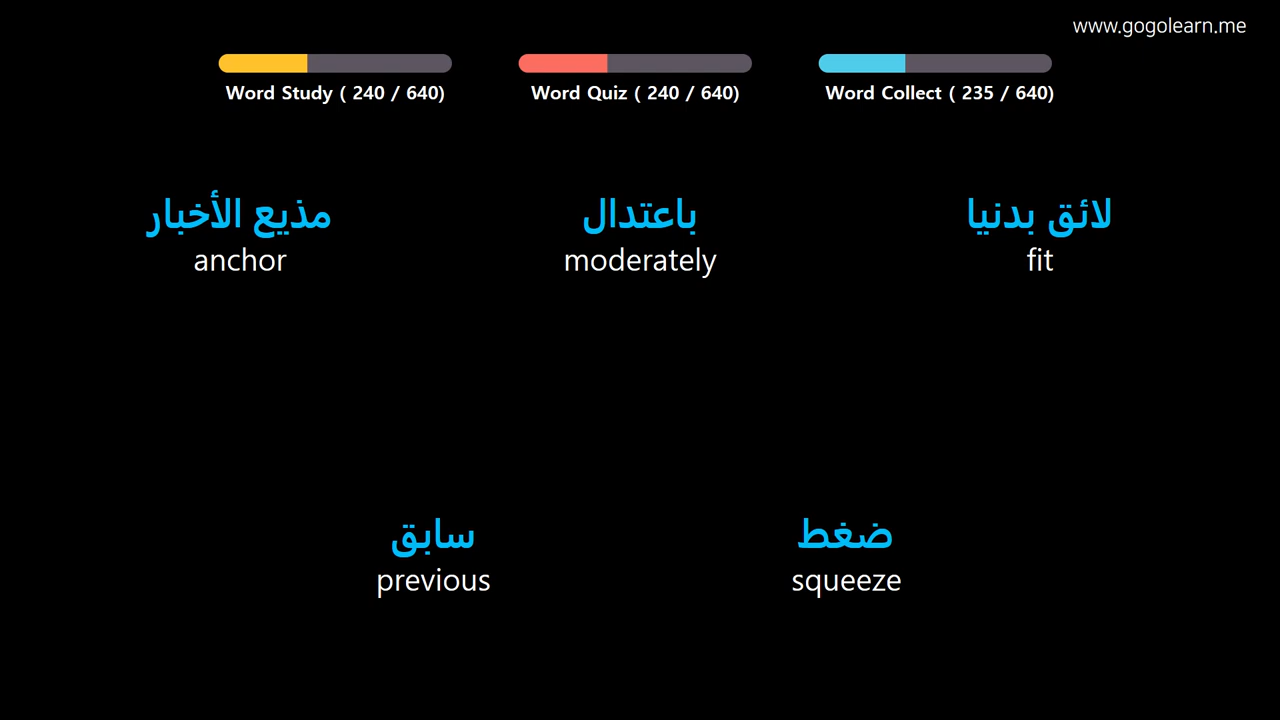 www.gogolearn.me
Word Study ( 240 / 640)
Word Quiz ( 240 / 640)
Word Collect ( 235 / 640)
مذيع الأخبار
anchor
باعتدال
moderately
لائق بدنيا
fit
سابق
previous
ضغط
squeeze